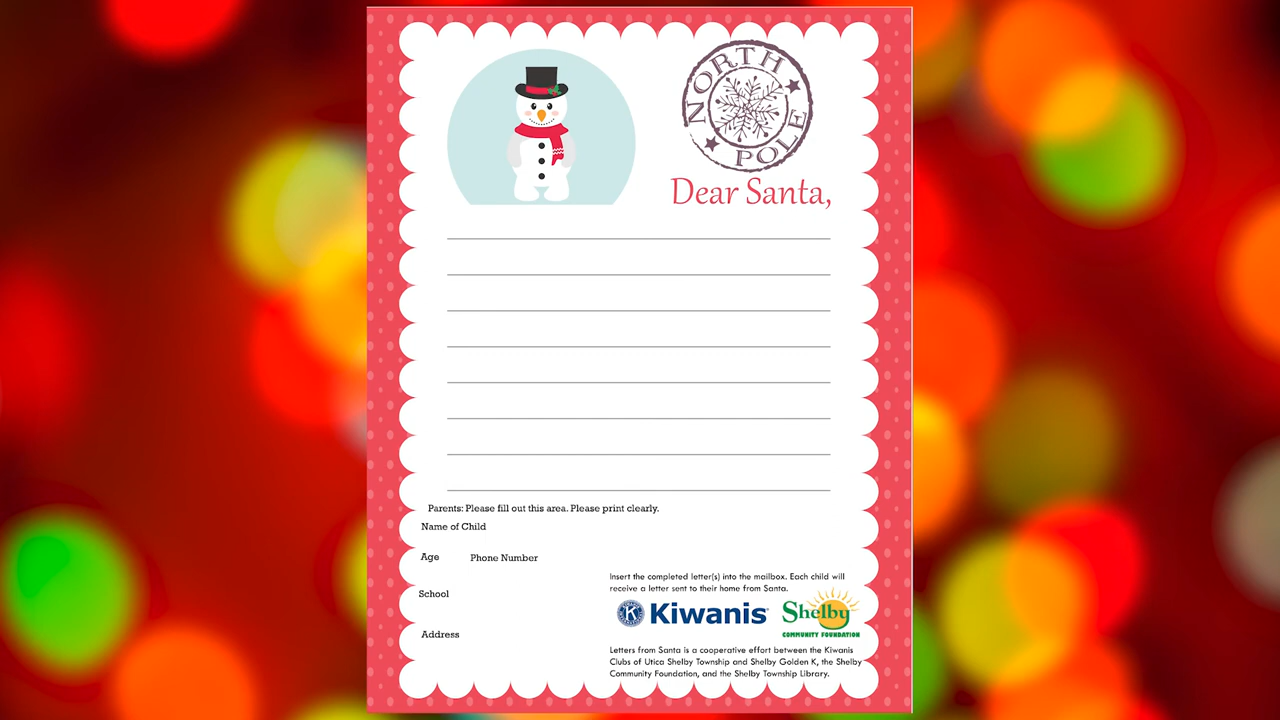 NORTH
POLE
Dear Santa,
Parents: Please fill out this area. Please print clearly.
Name of Child
Age Phone Number
School
Address
Insert the completed letter(s) into the mailbox. Each child will
receive a letter sent to their home from Santa.
K Kiwanis
Shelby
COMMUNITY FOUNDATION
Letters from Santa is a cooperative effort between the Kiwanis
Clubs of Utica Shelby Township and Shelby Golden K, the Shelby
Community Foundation, and the Shelby Township Library.